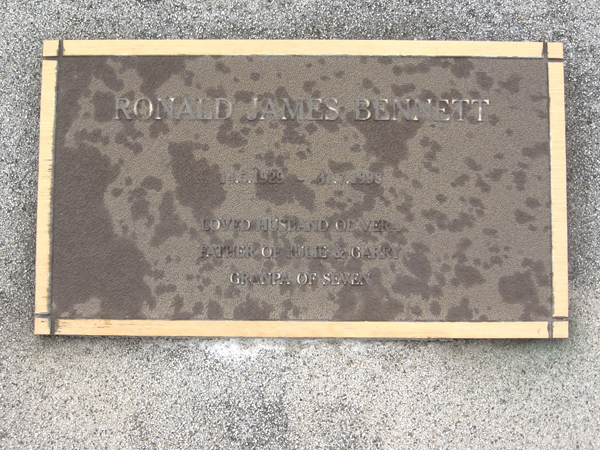 RONALD JAMES BENNETT
LOVED HUSBAND OF VERA
FATHER OF JULIE & GARRY
GRANPA OF SEVEN